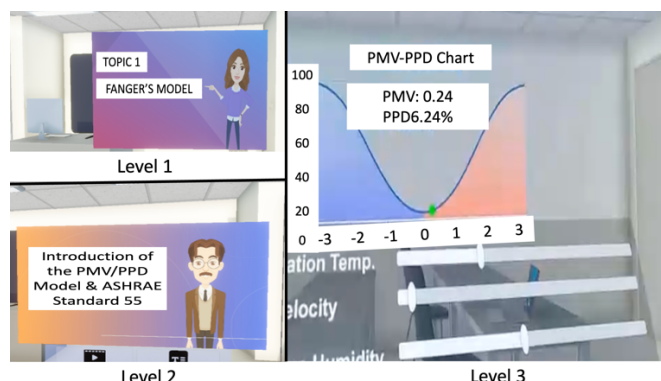 TOPIC 1
FANGER'S MODEL
Level 1
Introduction of
the PMV/PPD
Model & ASHRAE
Standard 55
Level 2
PMV-PPD Chart
PMV: 0.24
PPD6.24%
100
80
60
40
20
0 -3 -2 -1 0 1 2 3
ation Temp.
elocity
Humidity
Level 3